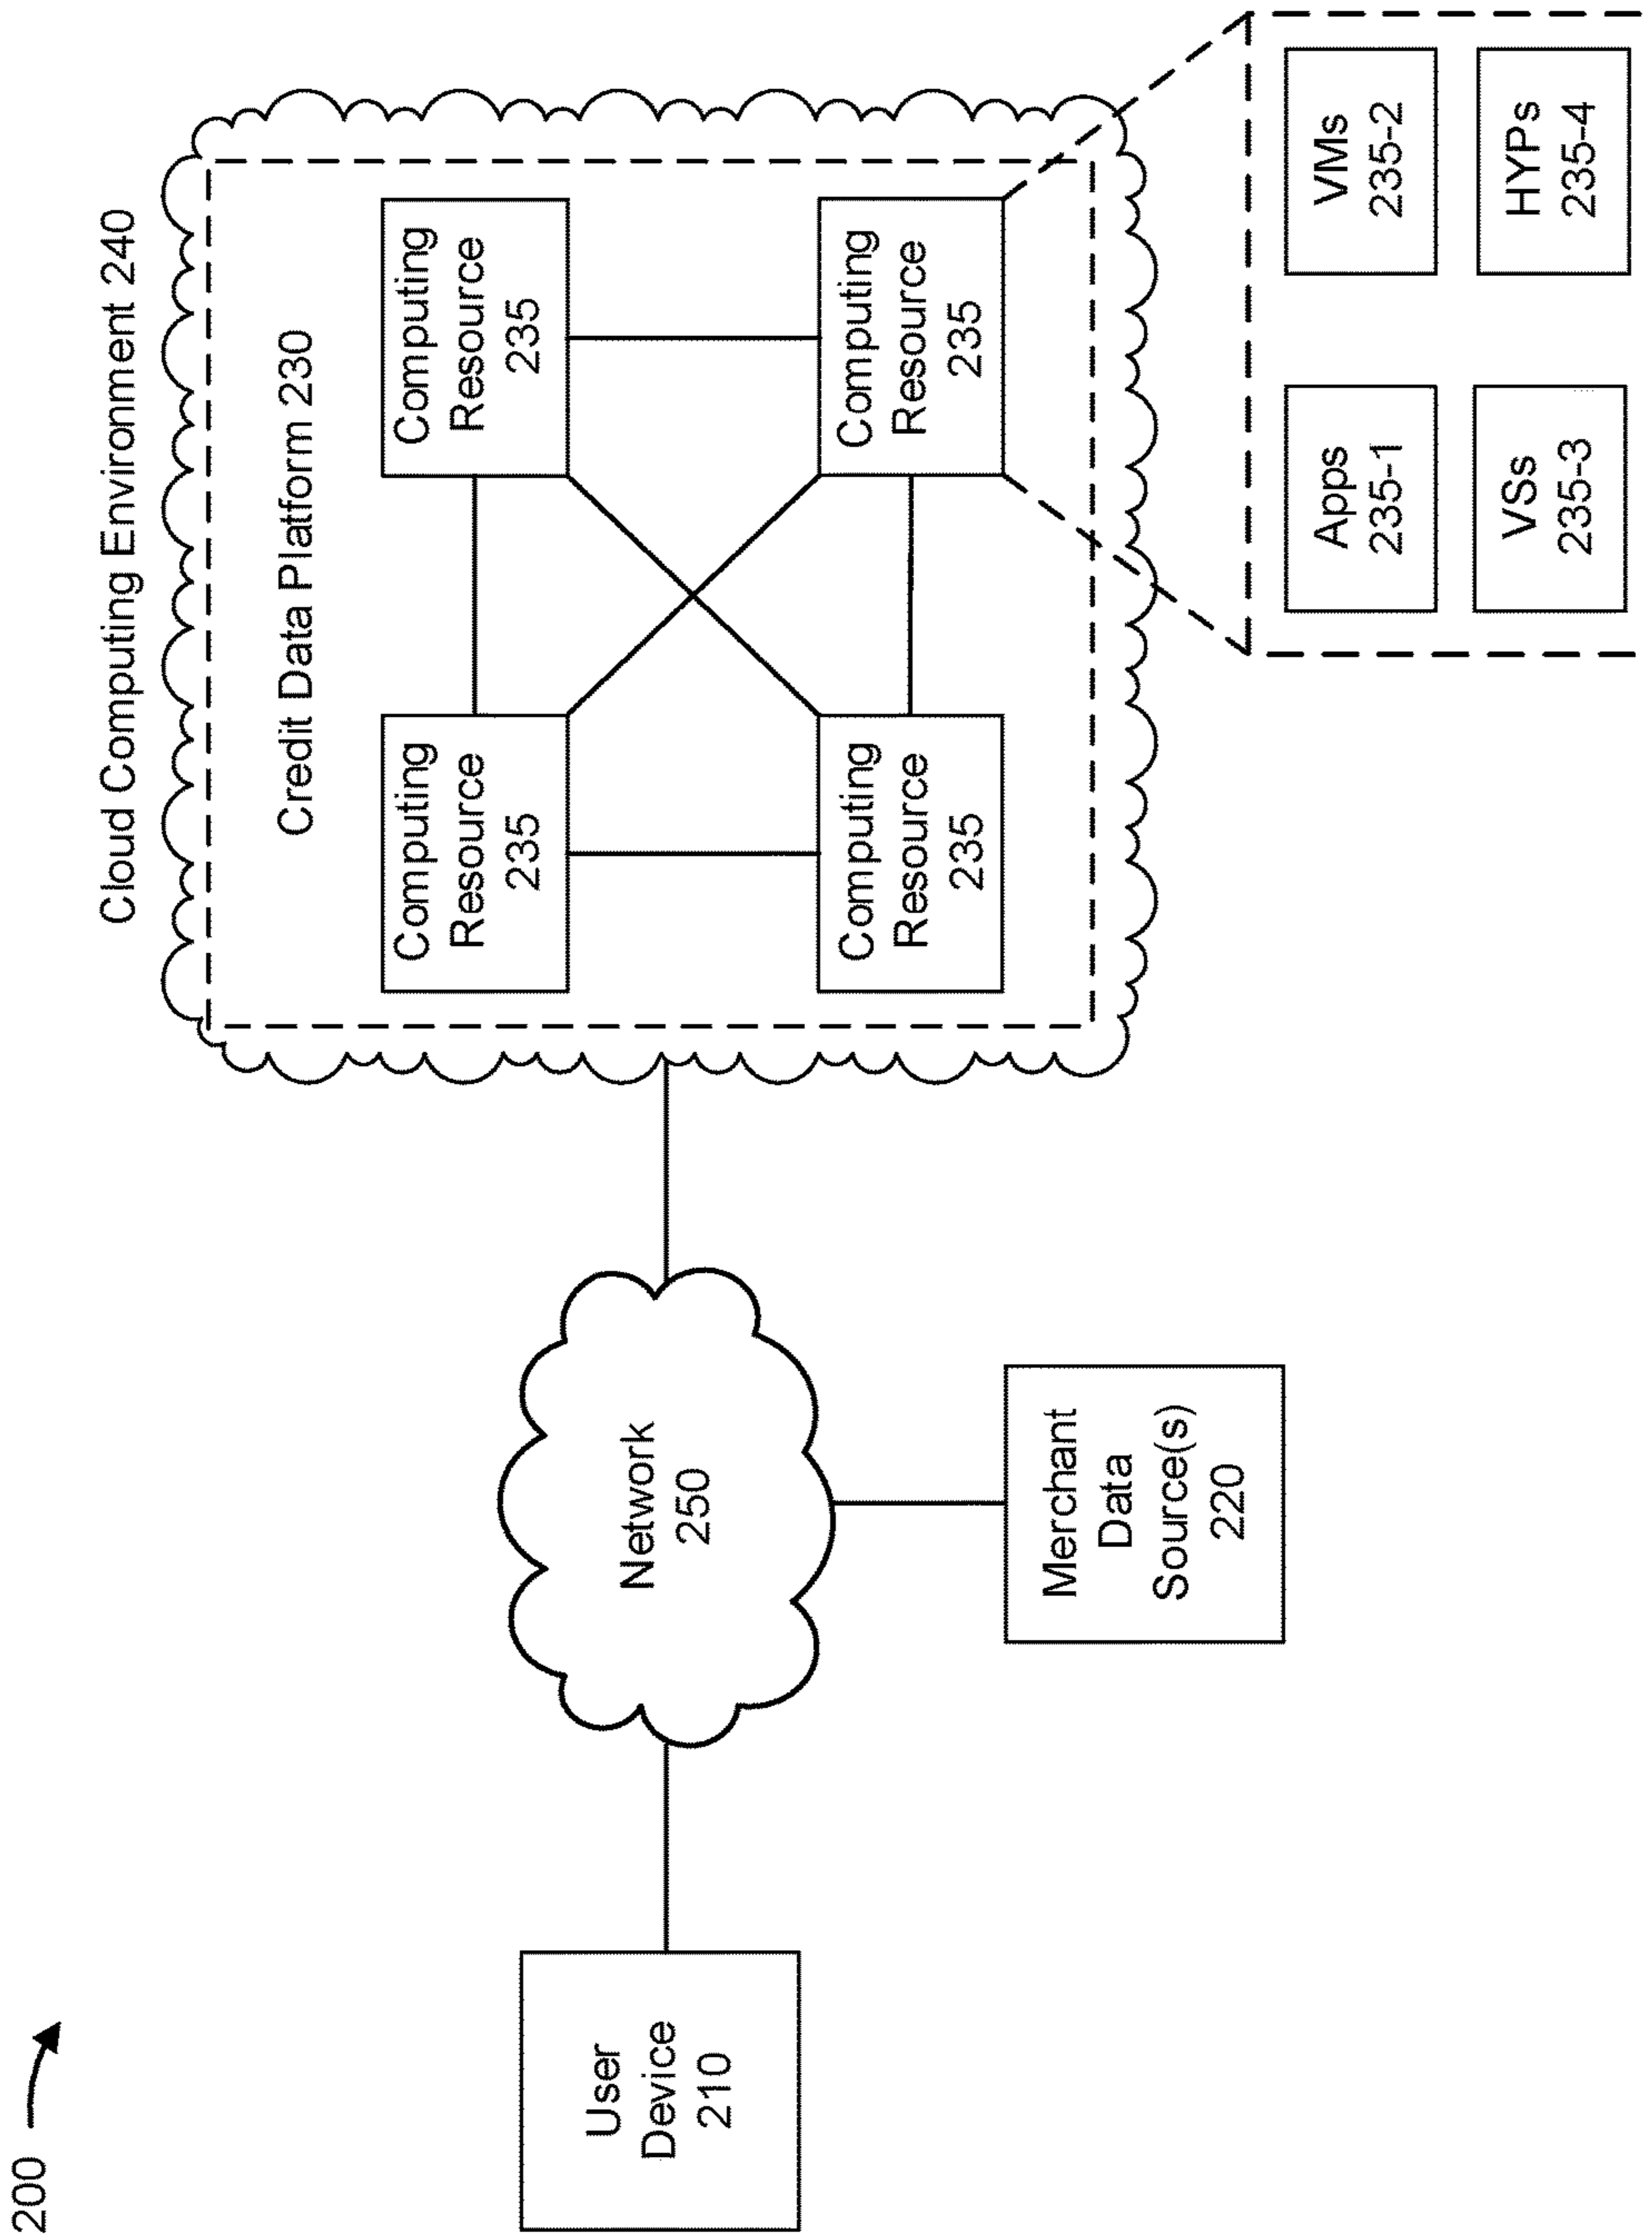 200
Cloud Computing Environment 240
Credit Data Platform 230
Computing
Resource
235
Computing
Resource
235
Computing
Resource
235
Computing
Resource
235
User
Device
210
Network
250
Merchant
Data
Source(s)
220
Apps
235-1
VMs
235-2
VSs
235-3
HYPs
235-4